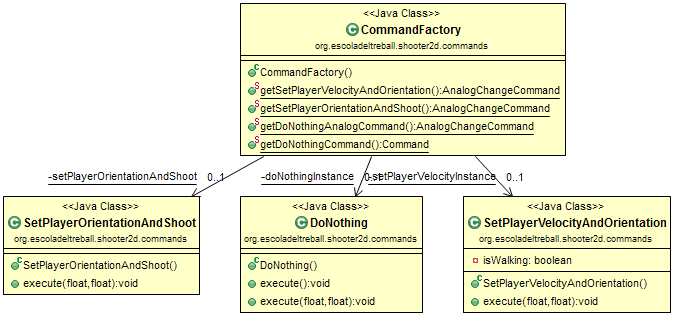 <<Java Class>>
CommandFactory
org.escoladeltreball.shooter2d.commands
CommandFactory()
getSetPlayerVelocityAndOrientation():AnalogChangeCommand
getSetPlayerOrientationAndShoot():AnalogChangeCommand
getDoNothingAnalogCommand():AnalogChangeCommand
getDoNothingCommand():Command
-setPlayerOrientationAndShoot 0..1
-doNothingInstance 0..1
-setPlayerVelocityInstance 0..1
<<Java Class>>
SetPlayerOrientationAndShoot
org.escoladeltreball.shooter2d.commands
SetPlayerOrientationAndShoot()
execute(float,float):void
<<Java Class>>
DoNothing
org.escoladeltreball.shooter2d.commands
DoNothing()
execute():void
execute(float,float):void
<<Java Class>>
SetPlayerVelocityAndOrientation
org.escoladeltreball.shooter2d.commands
isWalking: boolean
SetPlayerVelocityAndOrientation()
execute(float,float):void